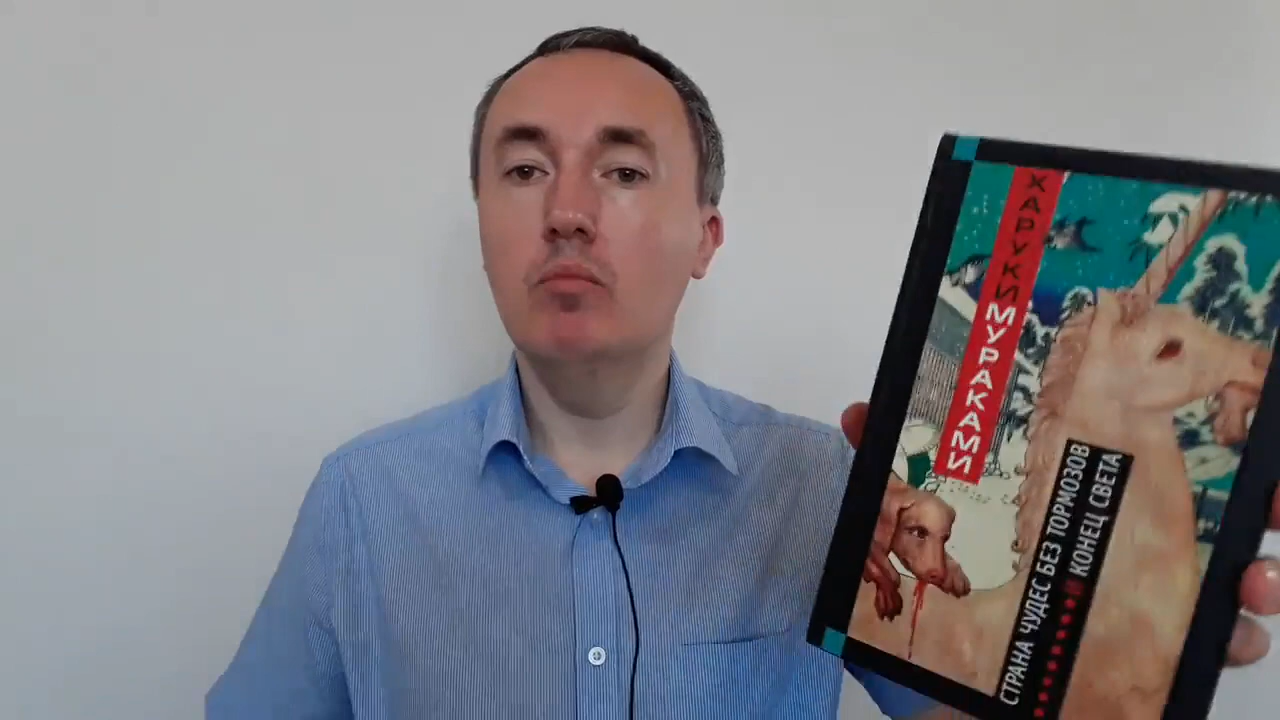 ХАРУКИ МУРАКАМИ
СТРАНА ЧУДЕС БЕЗ ТОРМОЗОВ
И КОНЕЦ СВЕТА